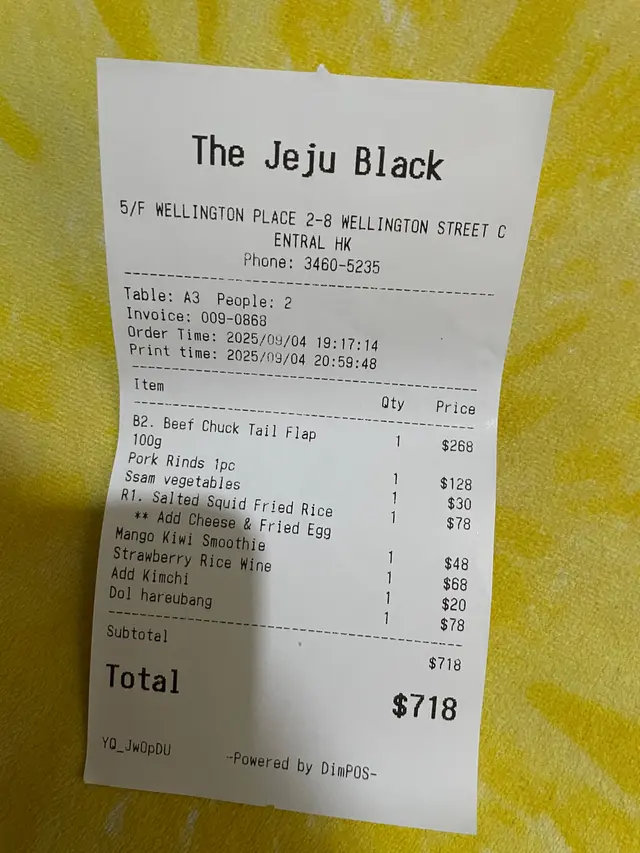 The Jeju Black
5/F WELLINGTON PLACE 2-8 WELLINGTON STREET C
ENTRAL HK
Phone: 3460-5235
Table: A3 People: 2
Invoice: 009-0868
Order Time: 2025/09/04 19:17:14
Print time: 2025/09/04 20:59:48
Item Qty Price
B2. Beef Chuck Tail Flap 1 $268
100g
Pork Rinds 1pc 1 $128
Ssam vegetables 1 $30
R1. Salted Squid Fried Rice 1 $78
** Add Cheese & Fried Egg
Mango Kiwi Smoothie 1 $48
Strawberry Rice Wine 1 $68
Add Kimchi 1 $20
Dol hareubang 1 $78
Subtotal $718
Total $718
YQ_JwOpDU -Powered by DimPOS-